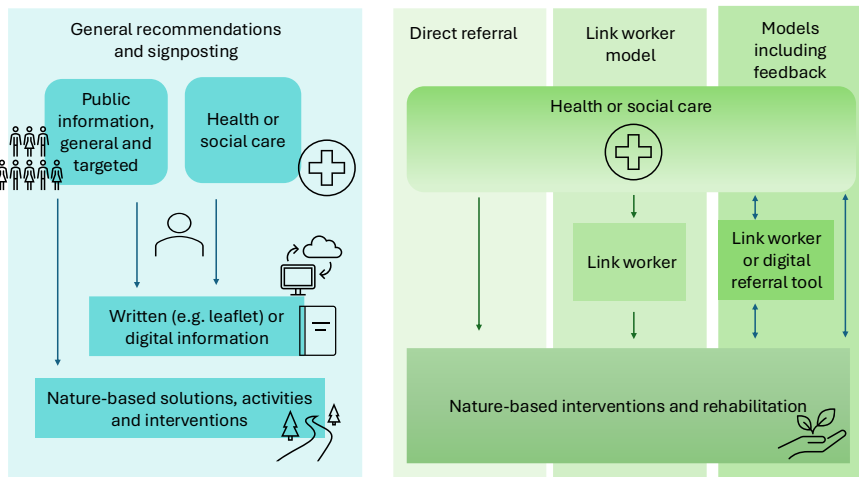 General recommendations
and signposting
Public
information,
general and
targeted
Health or
social care
Written (e.g. leaflet) or
digital information
Nature-based solutions, activities
and interventions
Direct referral
Link worker
model
Models
including
feedback
Health or social care
Link worker
Link worker
or digital
referral tool
Nature-based interventions and rehabilitation